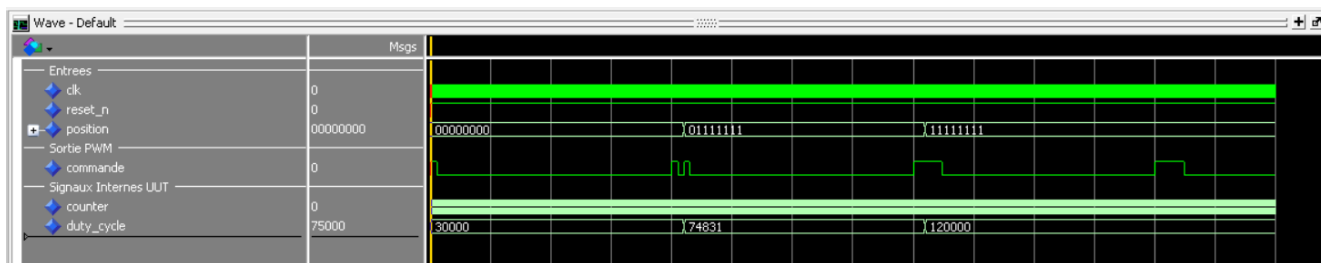 Wave - Default
Msgs
Entrees
clk 0
reset_n 0
position 00000000 00000000 01111111 11111111
Sortie PWM
commande 0
Signaux Internes UUT
counter 0
duty_cycle 75000 30000 74831 120000